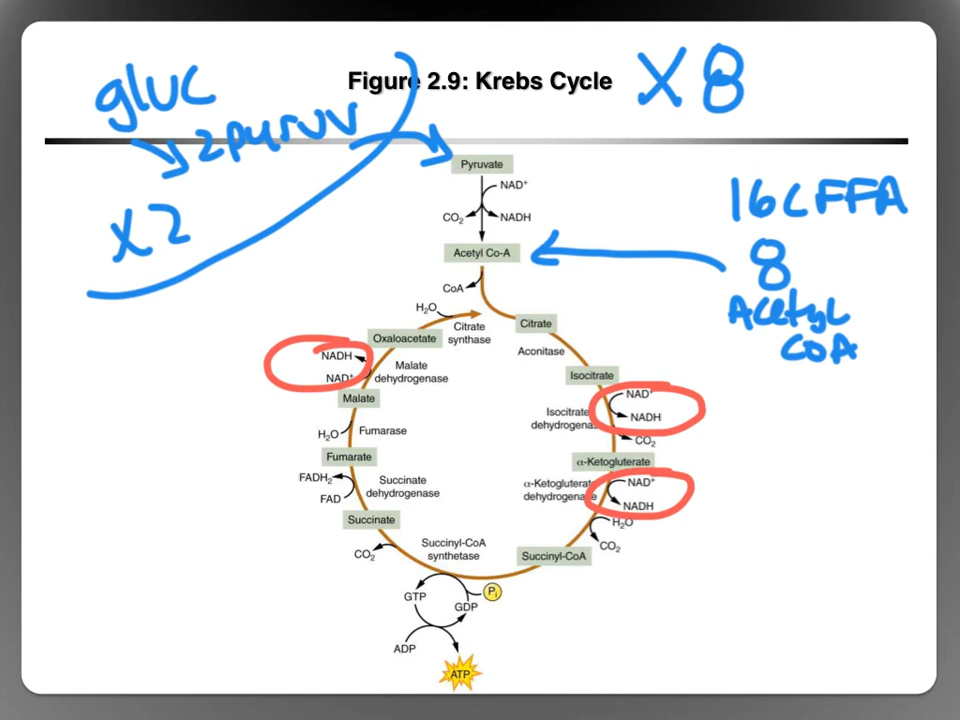 Figure 2.9: Krebs Cycle
gluc
2 pyruv
X2
X8
16C FFA
8
Acetyl
CoA
Pyruvate
NAD⁺
CO₂
NADH
Acetyl Co-A
CoA
H₂O
Citrate
synthase
Citrate
Oxaloacetate
Aconitase
NADH
NAD⁺
Malate
dehydrogenase
Isocitrate
Malate
NAD⁺
Isocitrate
dehydrogenase
NADH
CO₂
H₂O
Fumarase
Fumarate
α-Ketogluterate
FADH₂
FAD
Succinate
dehydrogenase
α-Ketogluterate
dehydrogenase
NAD⁺
NADH
H₂O
CO₂
Succinate
CO₂
Succinyl-CoA
synthetase
Succinyl-CoA
GTP
GDP
Pi
ADP
ATP